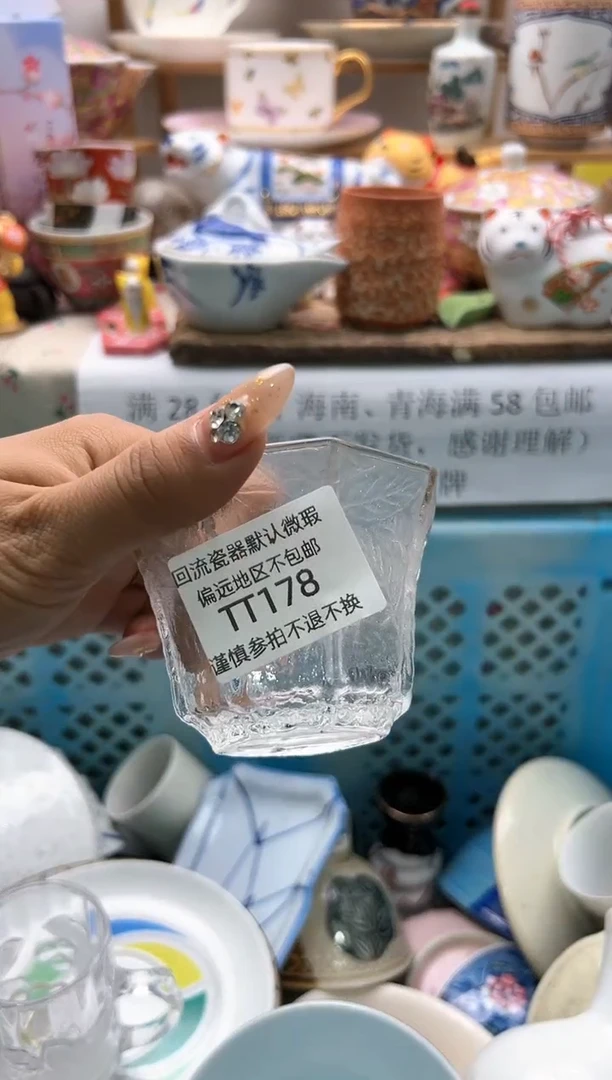 满 28 海南、青海满 58 包邮
发货，感谢理解）
牌
回流瓷器默认微瑕
偏远地区不包邮
TT178
谨慎参拍不退不换